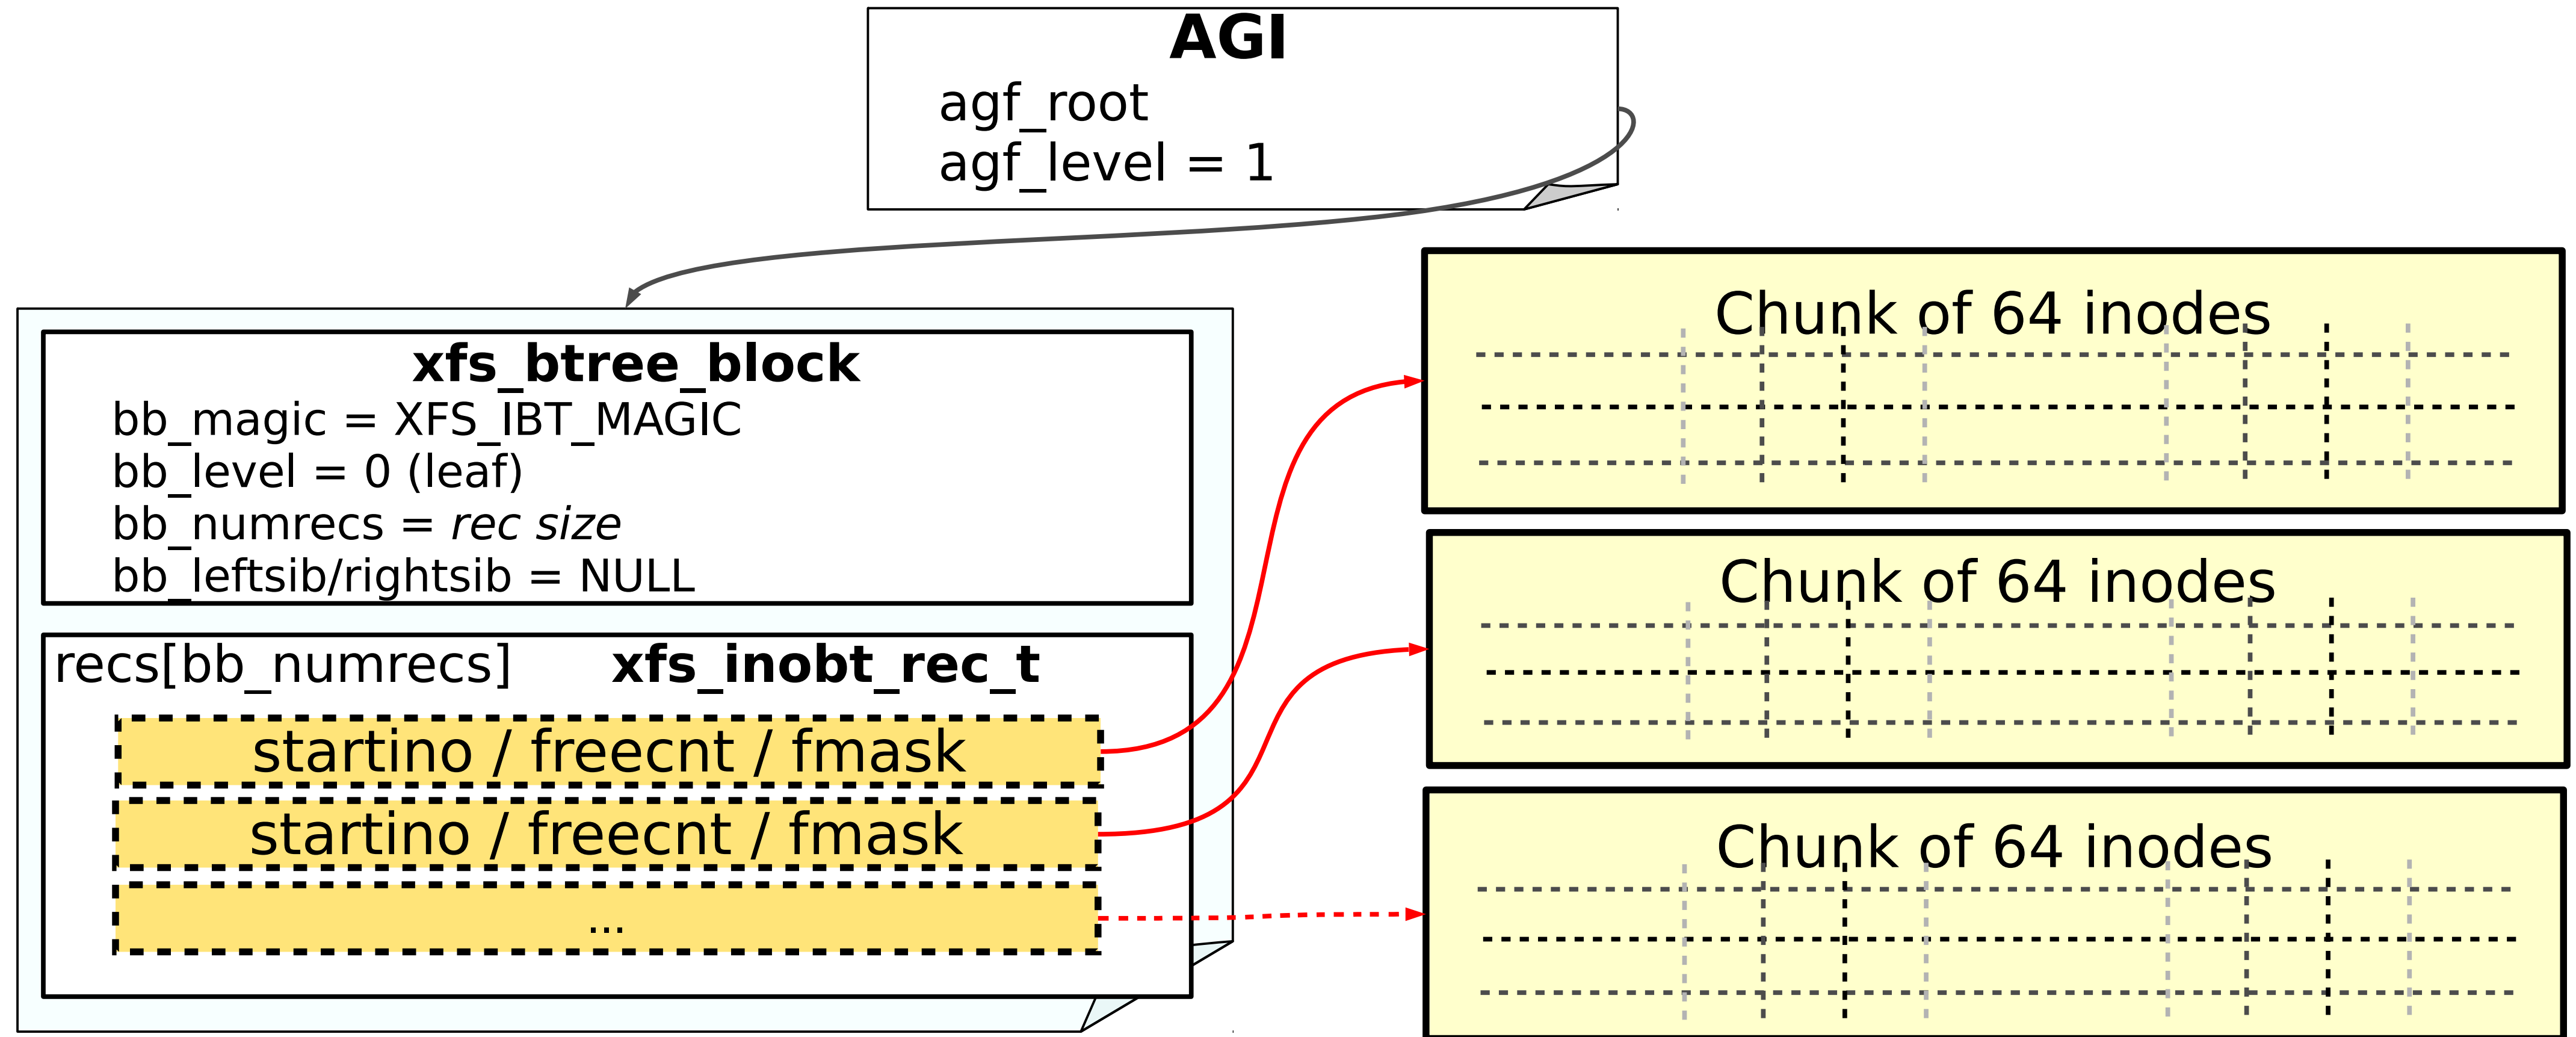 AGI
agf_root
agf_level = 1
xfs_btree_block
bb_magic = XFS_IBT_MAGIC
bb_level = 0 (leaf)
bb_numrecs = rec size
bb_leftsib/rightsib = NULL
recs[bb_numrecs] xfs_inobt_rec_t
startino / freecnt / fmask
startino / freecnt / fmask
...
Chunk of 64 inodes
Chunk of 64 inodes
Chunk of 64 inodes